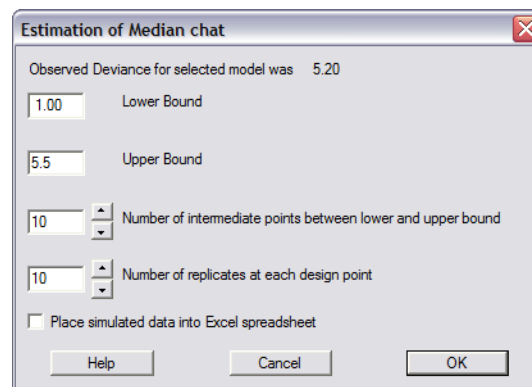 Estimation of Median chat
Observed Deviance for selected model was 5.20
1.00 Lower Bound
5.5 Upper Bound
10 Number of intermediate points between lower and upper bound
10 Number of replicates at each design point
Place simulated data into Excel spreadsheet
Help Cancel OK